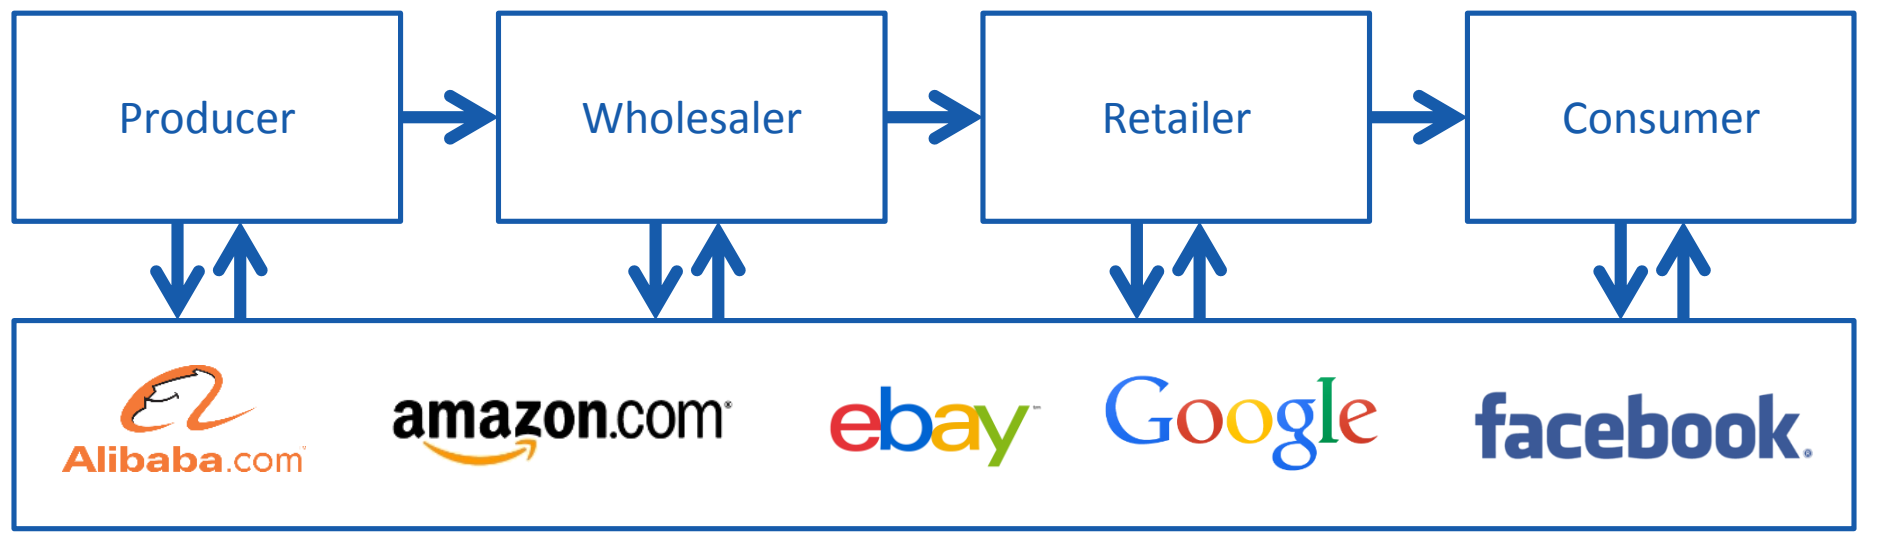 Producer
Wholesaler
Retailer
Consumer
Alibaba.com
amazon.com
ebay
Google
facebook